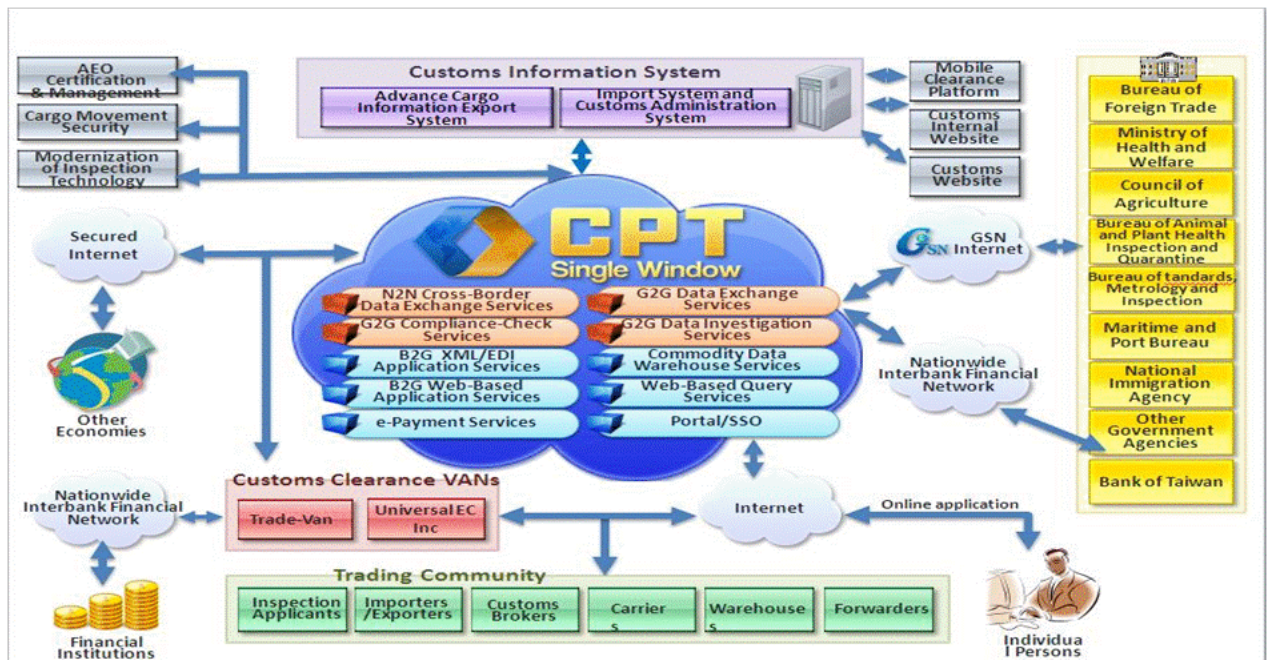 Customs Information System
Advance Cargo
Information Export
System
Import System and
Customs Administration
System
AEO
Certification
& Management
Cargo Movement
Security
Modernization
of Inspection
Technology
Mobile
Clearance
Platform
Customs
Internal
Website
Customs
Website
Bureau of
Foreign Trade
Ministry of
Health and
Welfare
Council of
Agriculture
Bureau of Animal
and Plant Health
Inspection and
Quarantine
Bureau of tandards,
Metrology and
Inspection
Maritime and
Port Bureau
National
Immigration
Agency
Other
Government
Agencies
Bank of Taiwan
Secured
Internet
Other
Economies
CPT
Single Window
N2N Cross-Border
Data Exchange Services
G2G Data Exchange
Services
G2G Compliance-Check
Services
G2G Data Investigation
Services
B2G XML/EDI
Application Services
Commodity Data
Warehouse Services
B2G Web-Based
Application Services
Web-Based Query
Services
e-Payment Services
Portal/SSO
GSN
GSN
Internet
Nationwide
Interbank Financial
Network
Customs Clearance VANs
Trade-Van
Universal EC
Inc
Nationwide
Interbank Financial
Network
Financial
Institutions
Internet
Online application
Individua
l Persons
Trading Community
Inspection
Applicants
Importers
/Exporters
Customs
Brokers
Carrier
s
Warehouse
s
Forwarders